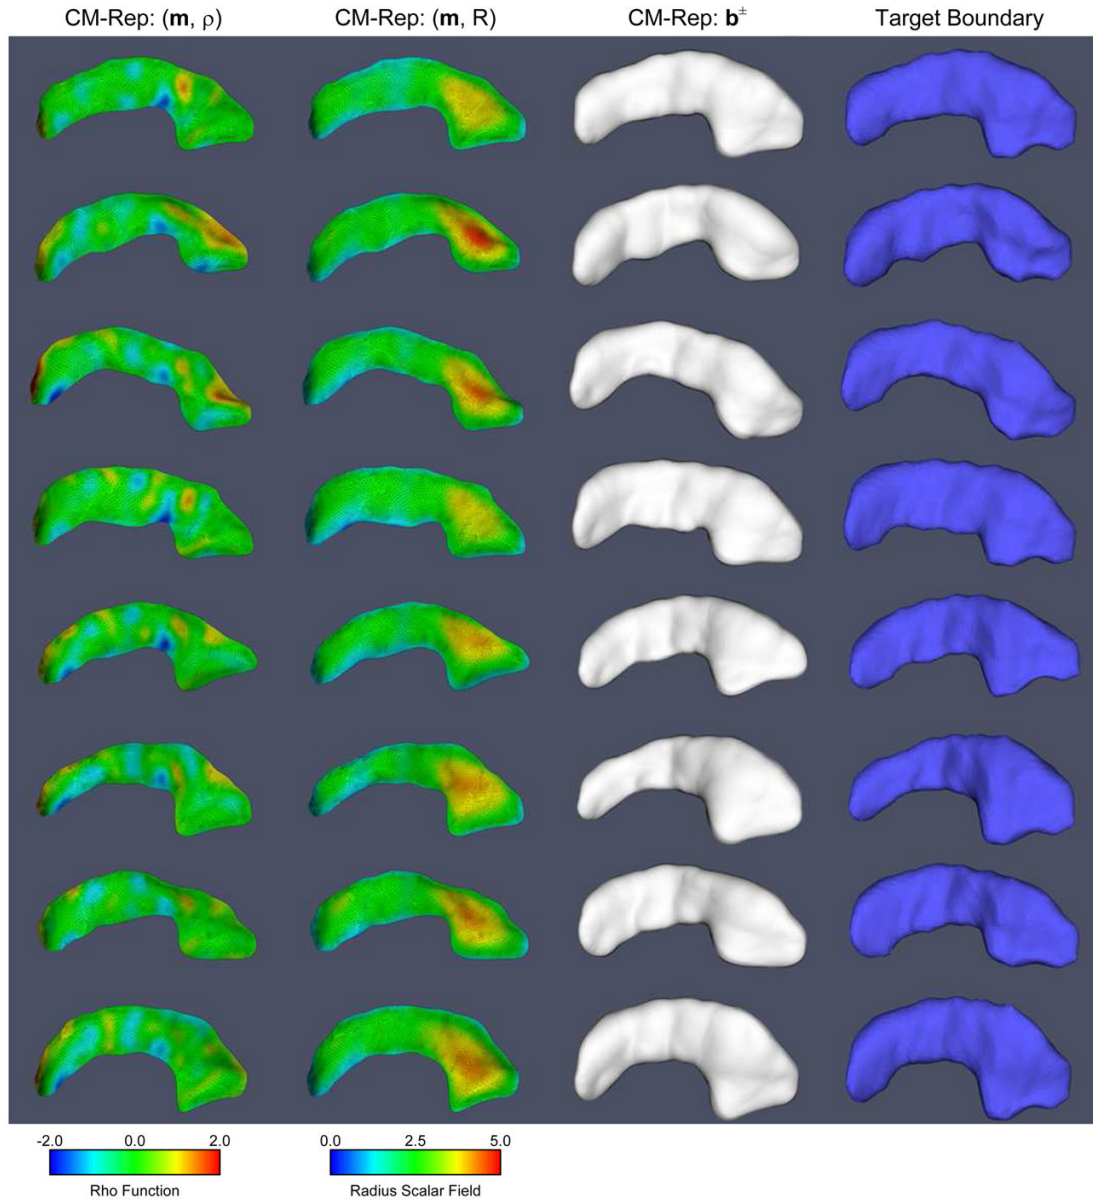 CM-Rep: (m, ρ) CM-Rep: (m, R) CM-Rep: b± Target Boundary
-2.0 0.0 2.0 0.0 2.5 5.0
Rho Function Radius Scalar Field